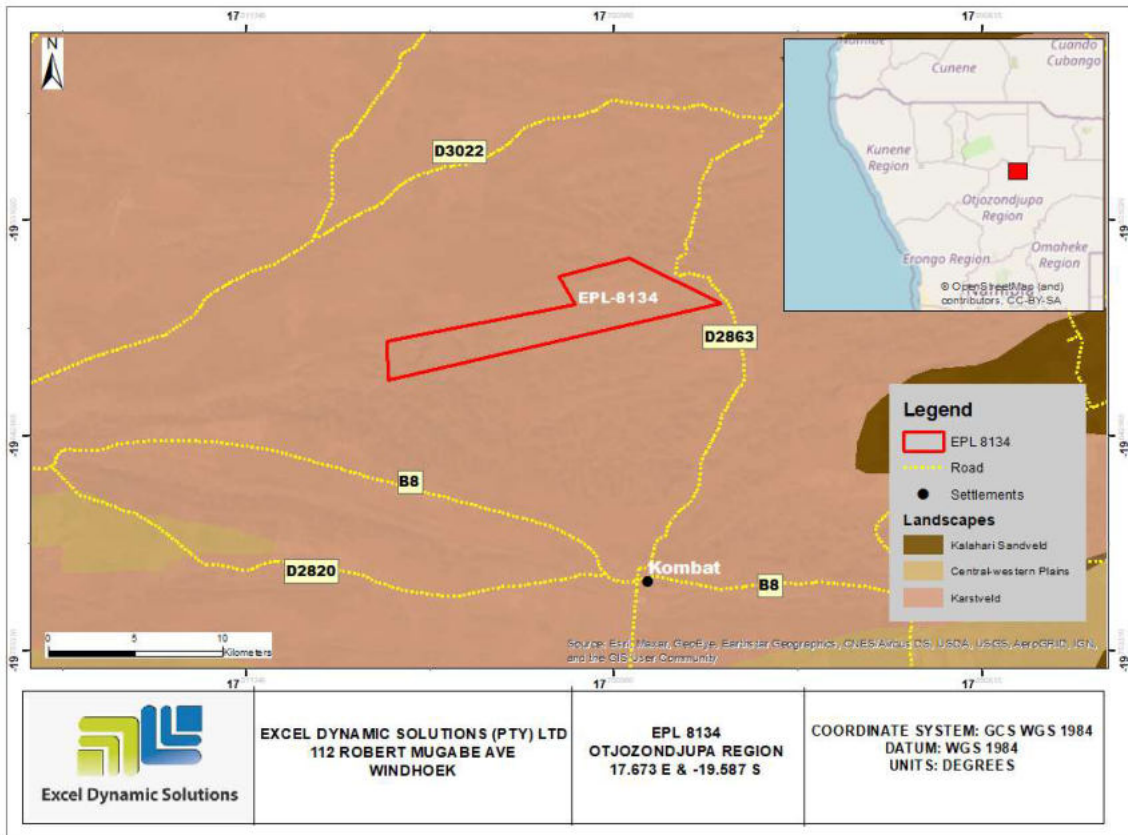 17
17
17
N
D3022
EPL-8134
D2863
B8
D2820
Kombat
B8
-19
-19
-19
-19
-19
-19
Cuando
Cubango
Cunene
Kunene
Region
Otjozondjupa
Region
Omaheke
Region
Erongo Region
Namibia
© OpenStreetMap (and)
contributors, CC-BY-SA
Legend
EPL 8134
Road
Settlements
Landscapes
Kalahari Sandveld
Central-western Plains
Karstveld
0 5 10
Kilometers
Source: Esri, Maxar, GeoEye, Earthstar Geographics, CNES/Airbus DS, USDA, USGS, AeroGRID, IGN,
and the GIS User Community
17
17
17
Excel Dynamic Solutions
EXCEL DYNAMIC SOLUTIONS (PTY) LTD
112 ROBERT MUGABE AVE
WINDHOEK
EPL 8134
OTJOZONDJUPA REGION
17.673 E & -19.587 S
COORDINATE SYSTEM: GCS WGS 1984
DATUM: WGS 1984
UNITS: DEGREES